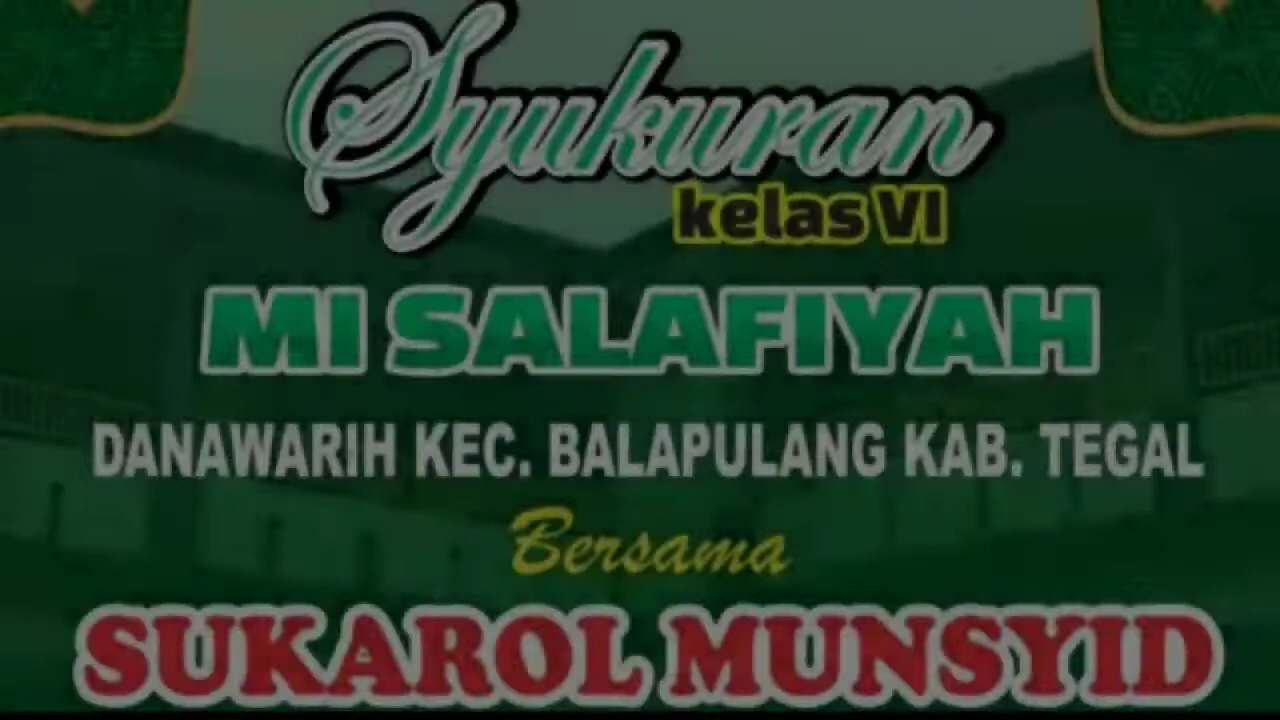 Syukuran
kelas VI
MI SALAFIYAH
DANAWARIH KEC. BALAPULANG KAB. TEGAL
Bersama
SUKAROL MUNSYID